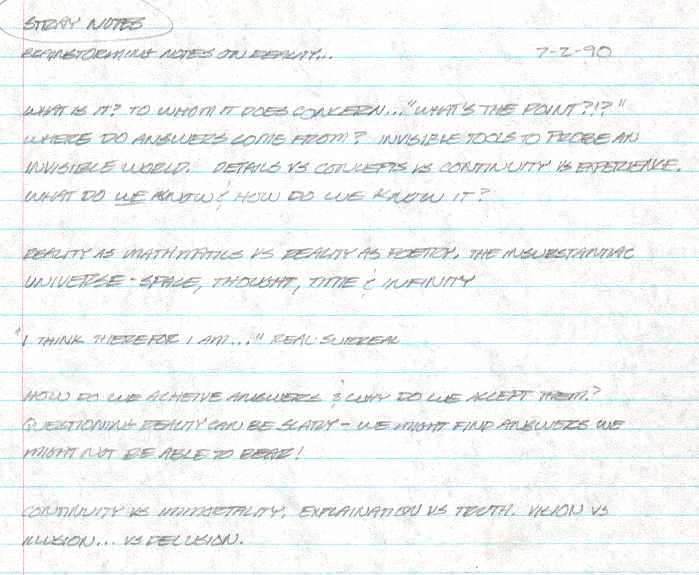 STRAY NOTES
BRAINSTORMING NOTES ON REALITY... 7-2-90
WHAT IS IT? TO WHOM IT DOES CONCERN... "WHAT'S THE POINT?!?"
WHERE DO ANSWERS COME FROM? INVISIBLE TOOLS TO PROBE AN
INVISIBLE WORLD. DETAILS VS CONCEPTS VS CONTINUITY VS EXPERIENCE.
WHAT DO WE KNOW & HOW DO WE KNOW IT?
REALITY AS MATHMATICS VS REALITY AS POETRY. THE INSUBSTANTIAL
UNIVERSE - SPACE, THOUGHT, TIME & INFINITY
"I THINK THEREFOR I AM..." REAL-SURREAL
HOW DO WE ACHEIVE ANSWERS & WHY DO WE ACCEPT THEM?
QUESTIONING REALITY CAN BE SCARY - WE MIGHT FIND ANSWERS WE
MIGHT NOT BE ABLE TO BEAR!
CONTINUITY VS IMMORTALITY. EXPLAINATION VS TRUTH. VISION VS
ILLUSION... VS DELUSION.